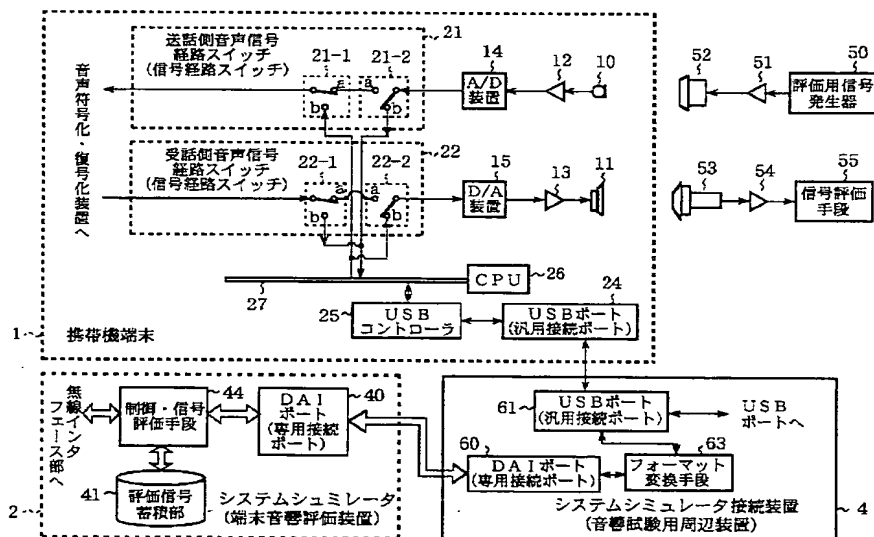 送話側音声信号
経路スイッチ
(信号経路スイッチ)
21
21-1
21-2
a
a
b
b
14
A/D
装置
12
10
52
51
50
評価用信号
発生器
音声符号化・復号化装置へ
受話側音声信号
経路スイッチ
(信号経路スイッチ)
22
22-1
22-2
a
a
b
b
15
D/A
装置
13
11
53
54
55
信号評価
手段
27
CPU
26
25
USB
コントローラ
24
USBポート
(汎用接続ポート)
1
携帯機端末
無線インタ
フェース部へ
44
制御・信号
評価手段
DAI
ポート
(専用接続
ポート)
40
41
評価信号
蓄積部
2
システムシュミレータ
(端末音響評価装置)
61
USBポート
(汎用接続ポート)
USB
ポートへ
60
DAIポート
(専用接続ポート)
63
フォーマット
変換手段
システムシミュレータ接続装置
(音響試験用周辺装置)
4